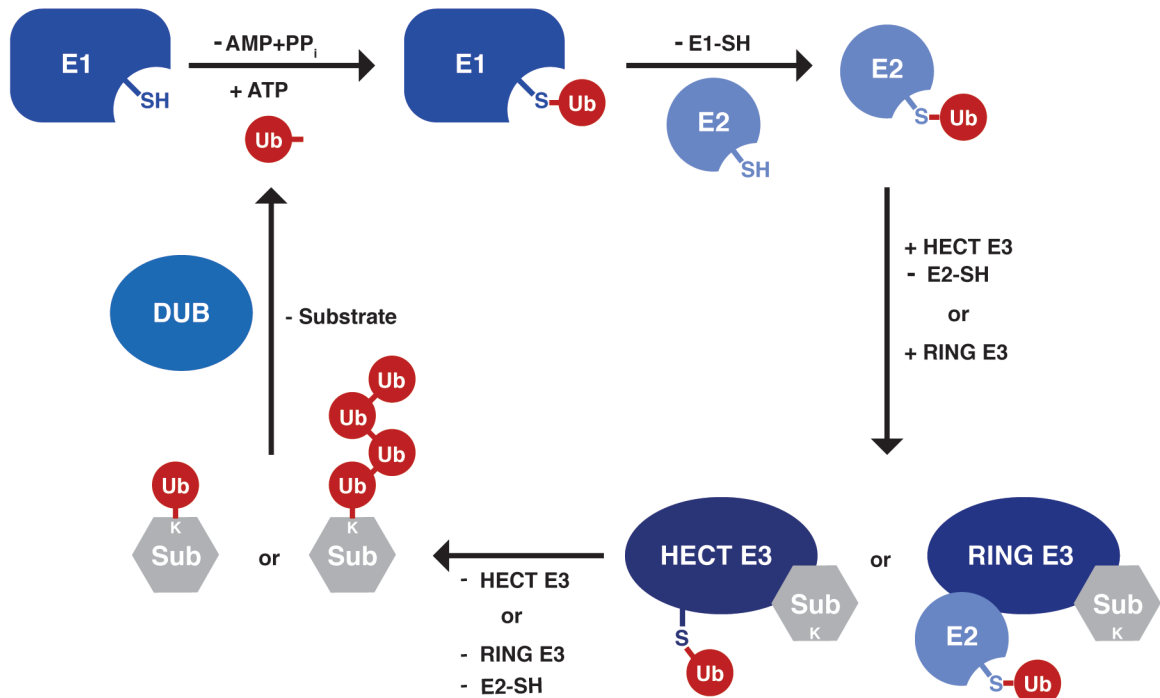 E1
SH
- AMP+PPi
+ ATP
Ub
E1
S
Ub
- E1-SH
E2
SH
E2
S
Ub
+ HECT E3
- E2-SH
or
+ RING E3
DUB
- Substrate
Ub
K
Sub
or
Ub
Ub
Ub
Ub
K
Sub
- HECT E3
or
- RING E3
- E2-SH
HECT E3
Sub
K
S
Ub
or
RING E3
Sub
K
E2
S
Ub